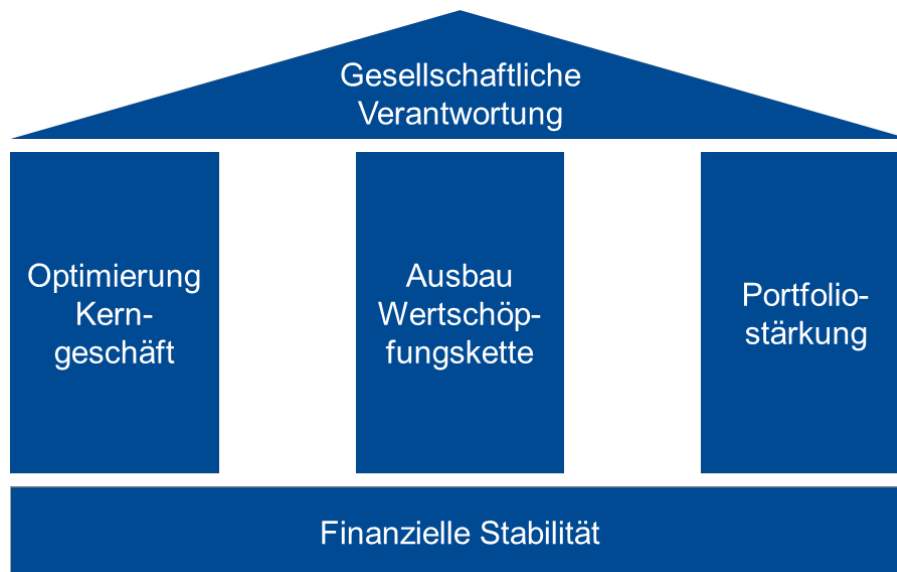 Gesellschaftliche
Verantwortung
Optimierung
Kern-
geschäft
Ausbau
Wertschöp-
fungskette
Portfolio-
stärkung
Finanzielle Stabilität